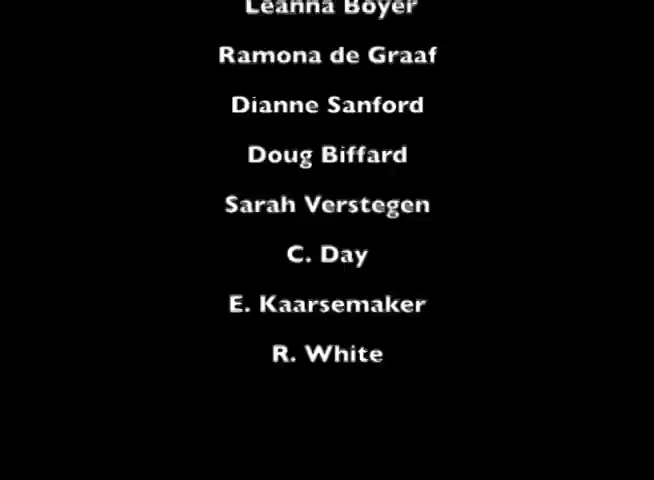 Leanna Boyer
Ramona de Graaf
Dianne Sanford
Doug Biffard
Sarah Verstegen
C. Day
E. Kaarsemaker
R. White